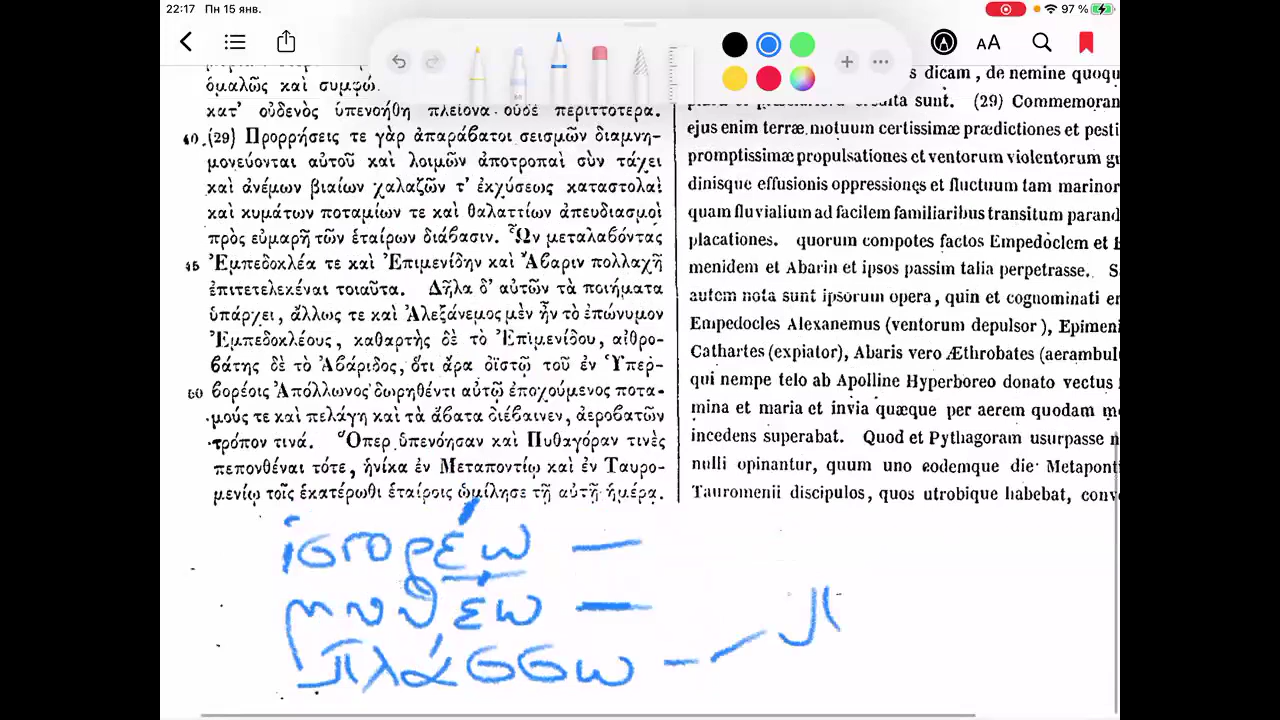 22:17 Пн 15 янв.
97 %
AA
ὁμαλῶς καὶ συμφώ.
κατ' οὐδενὸς ὑπενοήθη πλείονα οὐδὲ περιττότερα.
40 (29) Προρρήσεις τε γὰρ ἀπαράβατοι σεισμῶν διαμνη-
μονεύονται αὐτοῦ καὶ λοιμῶν ἀποτροπαὶ σὺν τάχει
καὶ ἀνέμων βιαίων χαλαζῶν τ' ἐκχύσεως καταστολαὶ
καὶ κυμάτων ποταμίων τε καὶ θαλαττίων ἀπευδιασμοὶ
πρὸς εὐμαρῆ τῶν ἑταίρων διάβασιν. Ὧν μεταλαβόντας
45 Ἐμπεδοκλέα τε καὶ Ἐπιμενίδην καὶ Ἄβαριν πολλαχῆ
ἐπιτετελεκέναι τοιαῦτα. Δῆλα δ' αὐτῶν τὰ ποιήματα
ὑπάρχει, ἄλλως τε καὶ Ἀλεξάνεμος μὲν ἦν τὸ ἐπώνυμον
Ἐμπεδοκλέους, καθαρτὴς δὲ τὸ Ἐπιμενίδου, αἰθρο-
βάτης δὲ τὸ Ἀβάριδος, ὅτι ἄρα ὀϊστῷ τοῦ ἐν Ὑπερ-
50 βορέοις Ἀπόλλωνος δωρηθέντι αὐτῷ ἐποχούμενος ποτα-
μούς τε καὶ πελάγη καὶ τὰ ἄβατα διέβαινεν, ἀεροβατῶν
τρόπον τινά. Ὅπερ ὑπενόησαν καὶ Πυθαγόραν τινὲς
πεπονθέναι τότε, ἡνίκα ἐν Μεταποντίῳ καὶ ἐν Ταυρο-
μενίῳ τοῖς ἑκατέρωθι ἑταίροις ὡμίλησε τῇ αὐτῇ ἡμέρᾳ.
s dicam, de nemine quoqu
ita sunt. (29) Commemoran
ejus enim terræ motuum certissimæ prædictiones et pesti
promptissimæ propulsationes et ventorum violentorum gr
dinisque effusionis oppressiones et fluctuum tam marinor
quam fluvialium ad facilem familiaribus transitum parand
placationes. quorum compotes factos Empedoclem et E
menidem et Abarin et ipsos passim talia perpetrasse. S
autem nota sunt ipsorum opera, quin et cognominati er
Empedocles Alexanemus (ventorum depulsor), Epimeni
Cathartes (expiator), Abaris vero Æthrobates (aerambul
qui nempe telo ab Apolline Hyperboreo donato vectus
mina et maria et invia quæque per aerem quodam m
incedens superabat. Quod et Pythagoram usurpasse n
nulli opinantur, quum uno eodemque die Metapont
Tauromenii discipulos, quos utrobique habebat, conv
ἱστορέω —
μυθέω —
πλάσσω — — π